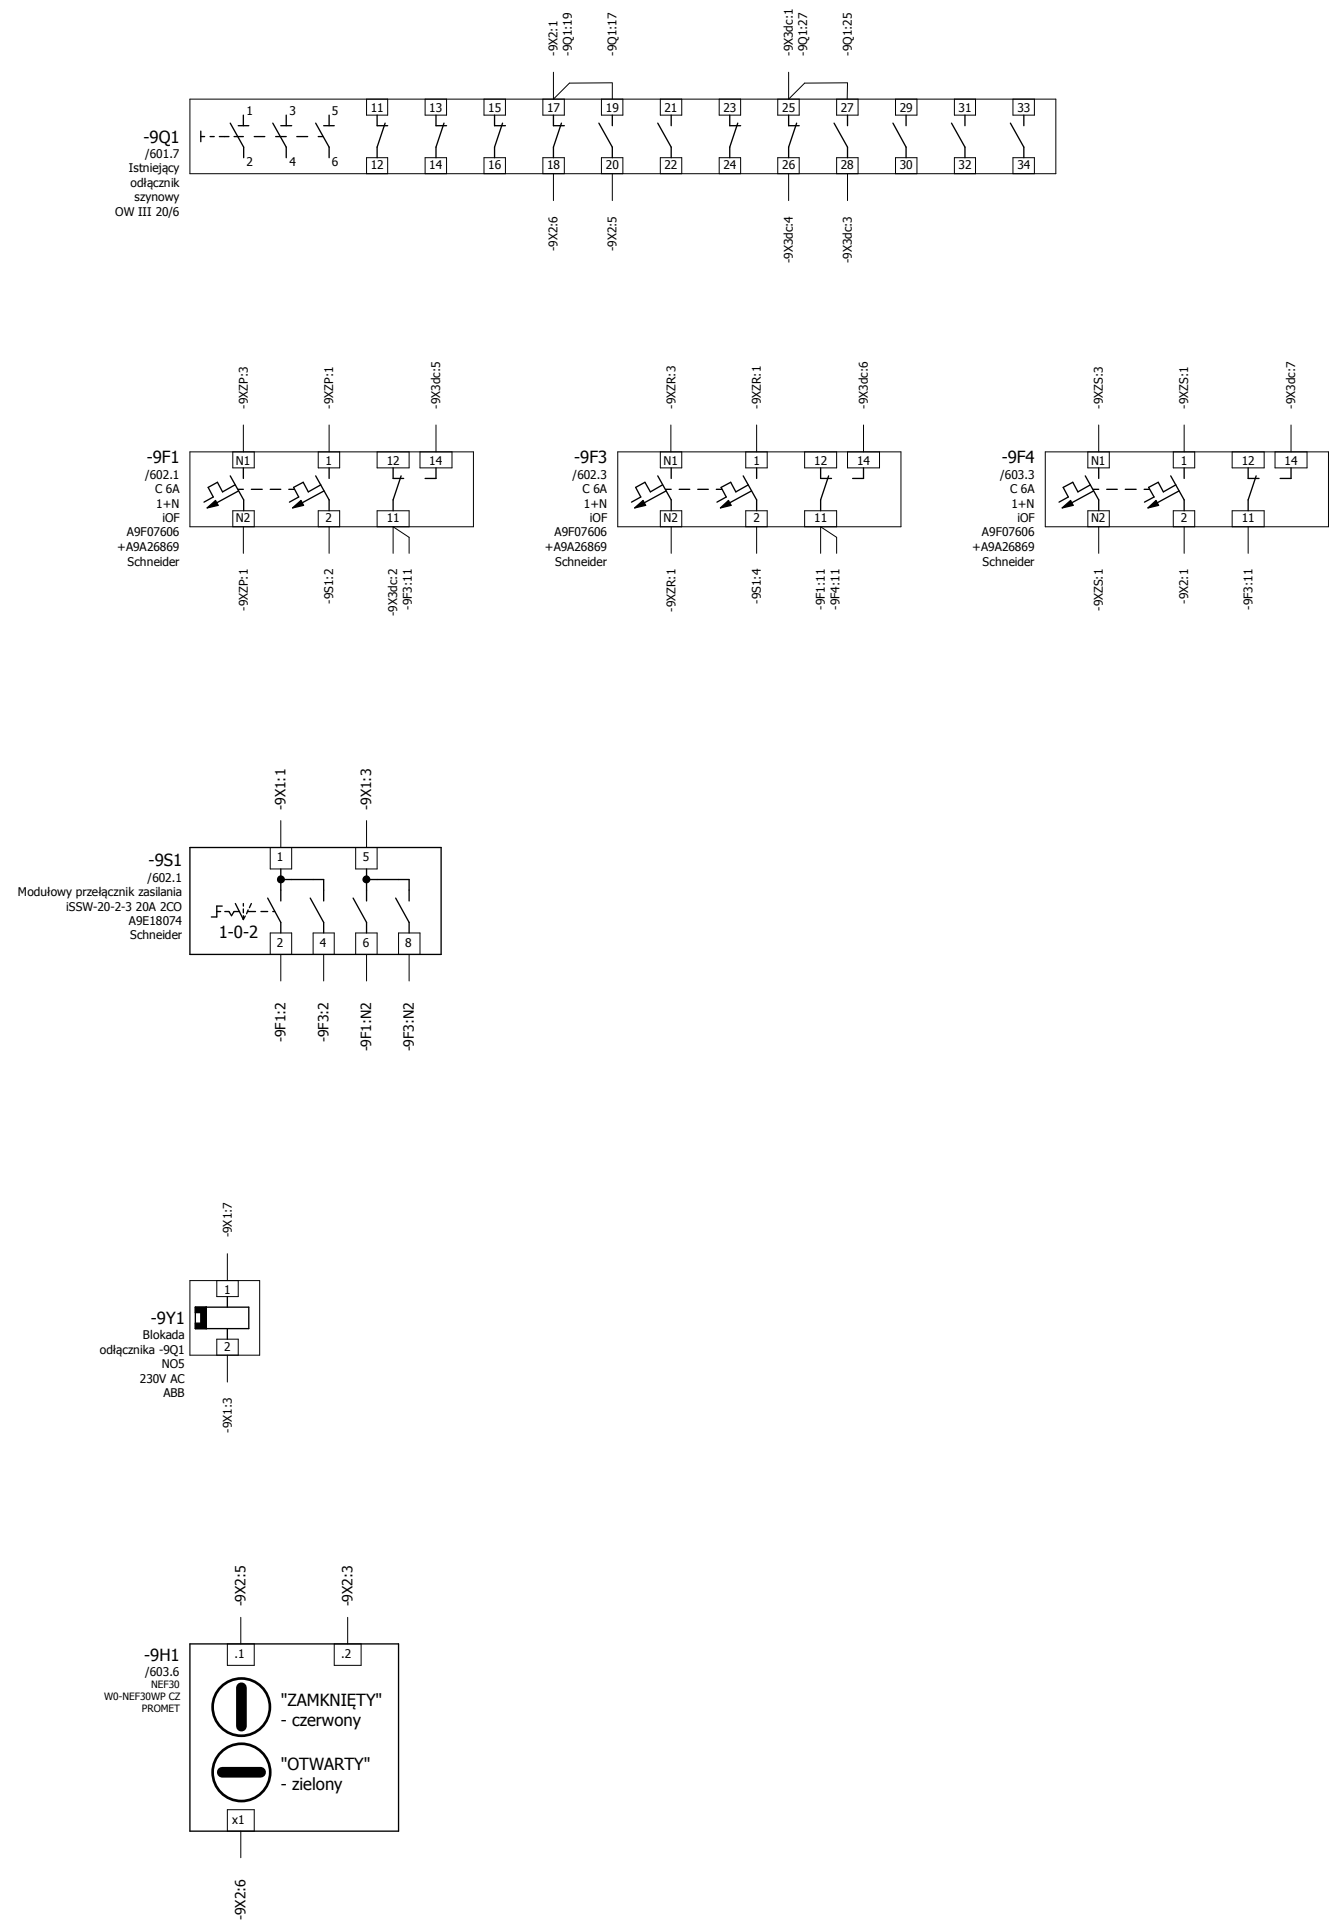 -9X2:1
-9Q1:19
-9Q1:17
-9X3dc:1
-9Q1:27
-9Q1:25
-9Q1
/601.7
Istniejący
odłącznik
szynowy
OW III 20/6
1 3 5
2 4 6
11 13 15 17 19 21 23 25 27 29 31 33
12 14 16 18 20 22 24 26 28 30 32 34
-9X2:6
-9X2:5
-9X3dc:4
-9X3dc:3
-9XZP:3
-9XZP:1
-9X3dc:5
-9F1
/602.1
C 6A
1+N
iOF
A9F07606
+A9A26869
Schneider
N1 1 12 14
N2 2 11
-9XZP:1
-9S1:2
-9X3dc:2
-9F3:11
-9XZR:3
-9XZR:1
-9X3dc:6
-9F3
/602.3
C 6A
1+N
iOF
A9F07606
+A9A26869
Schneider
N1 1 12 14
N2 2 11
-9XZR:1
-9S1:4
-9F1:11
-9F4:11
-9XZS:3
-9XZS:1
-9X3dc:7
-9F4
/603.3
C 6A
1+N
iOF
A9F07606
+A9A26869
Schneider
N1 1 12 14
N2 2 11
-9XZS:1
-9X2:1
-9F3:11
-9X1:1
-9X1:3
-9S1
/602.1
Modułowy przełącznik zasilania
iSSW-20-2-3 20A 2CO
A9E18074
Schneider
1 5
1-0-2
2 4 6 8
-9F1:2
-9F3:2
-9F1:N2
-9F3:N2
-9X1:7
-9Y1
Blokada
odłącznika -9Q1
NO5
230V AC
ABB
1
2
-9X1:3
-9X2:5
-9X2:3
-9H1
/603.6
NEF30
W0-NEF30WP CZ
PROMET
.1 .2
"ZAMKNIĘTY"
- czerwony
"OTWARTY"
- zielony
x1
-9X2:6